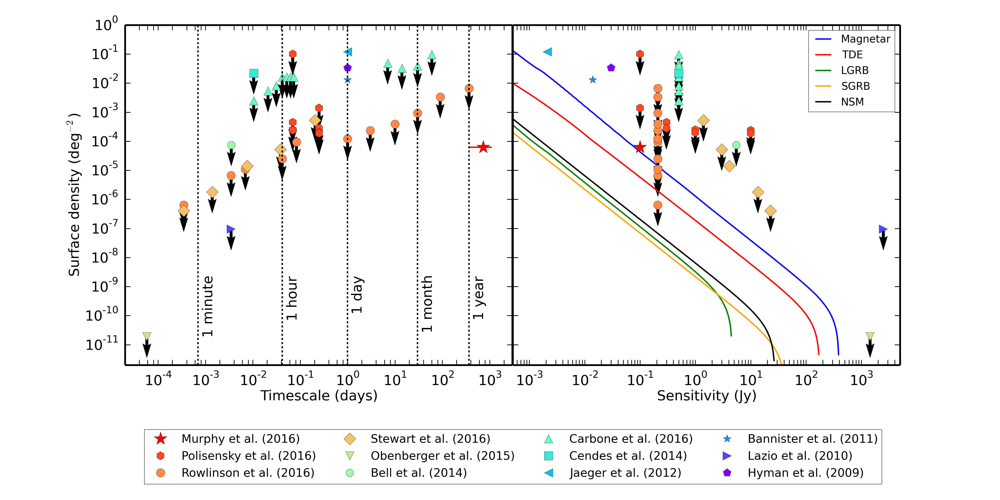 10^0
10^-1
10^-2
10^-3
10^-4
10^-5
10^-6
10^-7
10^-8
10^-9
10^-10
10^-11
Surface density (deg^−2)
1 minute
1 hour
1 day
1 month
1 year
10^-4 10^-3 10^-2 10^-1 10^0 10^1 10^2 10^3
Timescale (days)
Magnetar
TDE
LGRB
SGRB
NSM
10^-3 10^-2 10^-1 10^0 10^1 10^2 10^3
Sensitivity (Jy)
Murphy et al. (2016) Stewart et al. (2016) Carbone et al. (2016) Bannister et al. (2011)
Polisensky et al. (2016) Obenberger et al. (2015) Cendes et al. (2014) Lazio et al. (2010)
Rowlinson et al. (2016) Bell et al. (2014) Jaeger et al. (2012) Hyman et al. (2009)